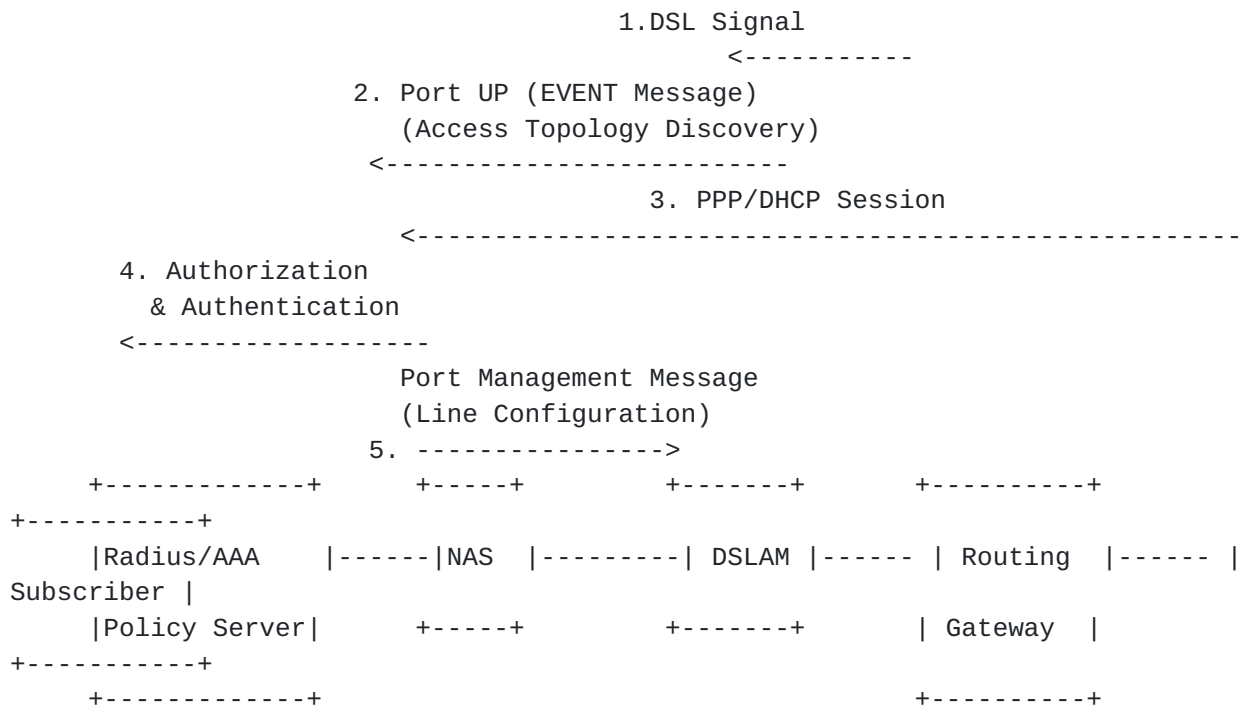 1.DSL Signal
                                              <-----------
                      2. Port UP (EVENT Message)
                         (Access Topology Discovery)
                       <--------------------------
                                         3. PPP/DHCP Session
                         <-----------------------------------------------------
       4. Authorization
         & Authentication
       <-------------------
                         Port Management Message
                         (Line Configuration)
                       5. ---------------->
     +-------------+      +-----+         +-------+       +----------+
+-----------+
     |Radius/AAA    |------|NAS  |---------| DSLAM |------ | Routing  |------ |
Subscriber |
     |Policy Server|      +-----+         +-------+       | Gateway  |
+-----------+
     +-------------+                                      +----------+